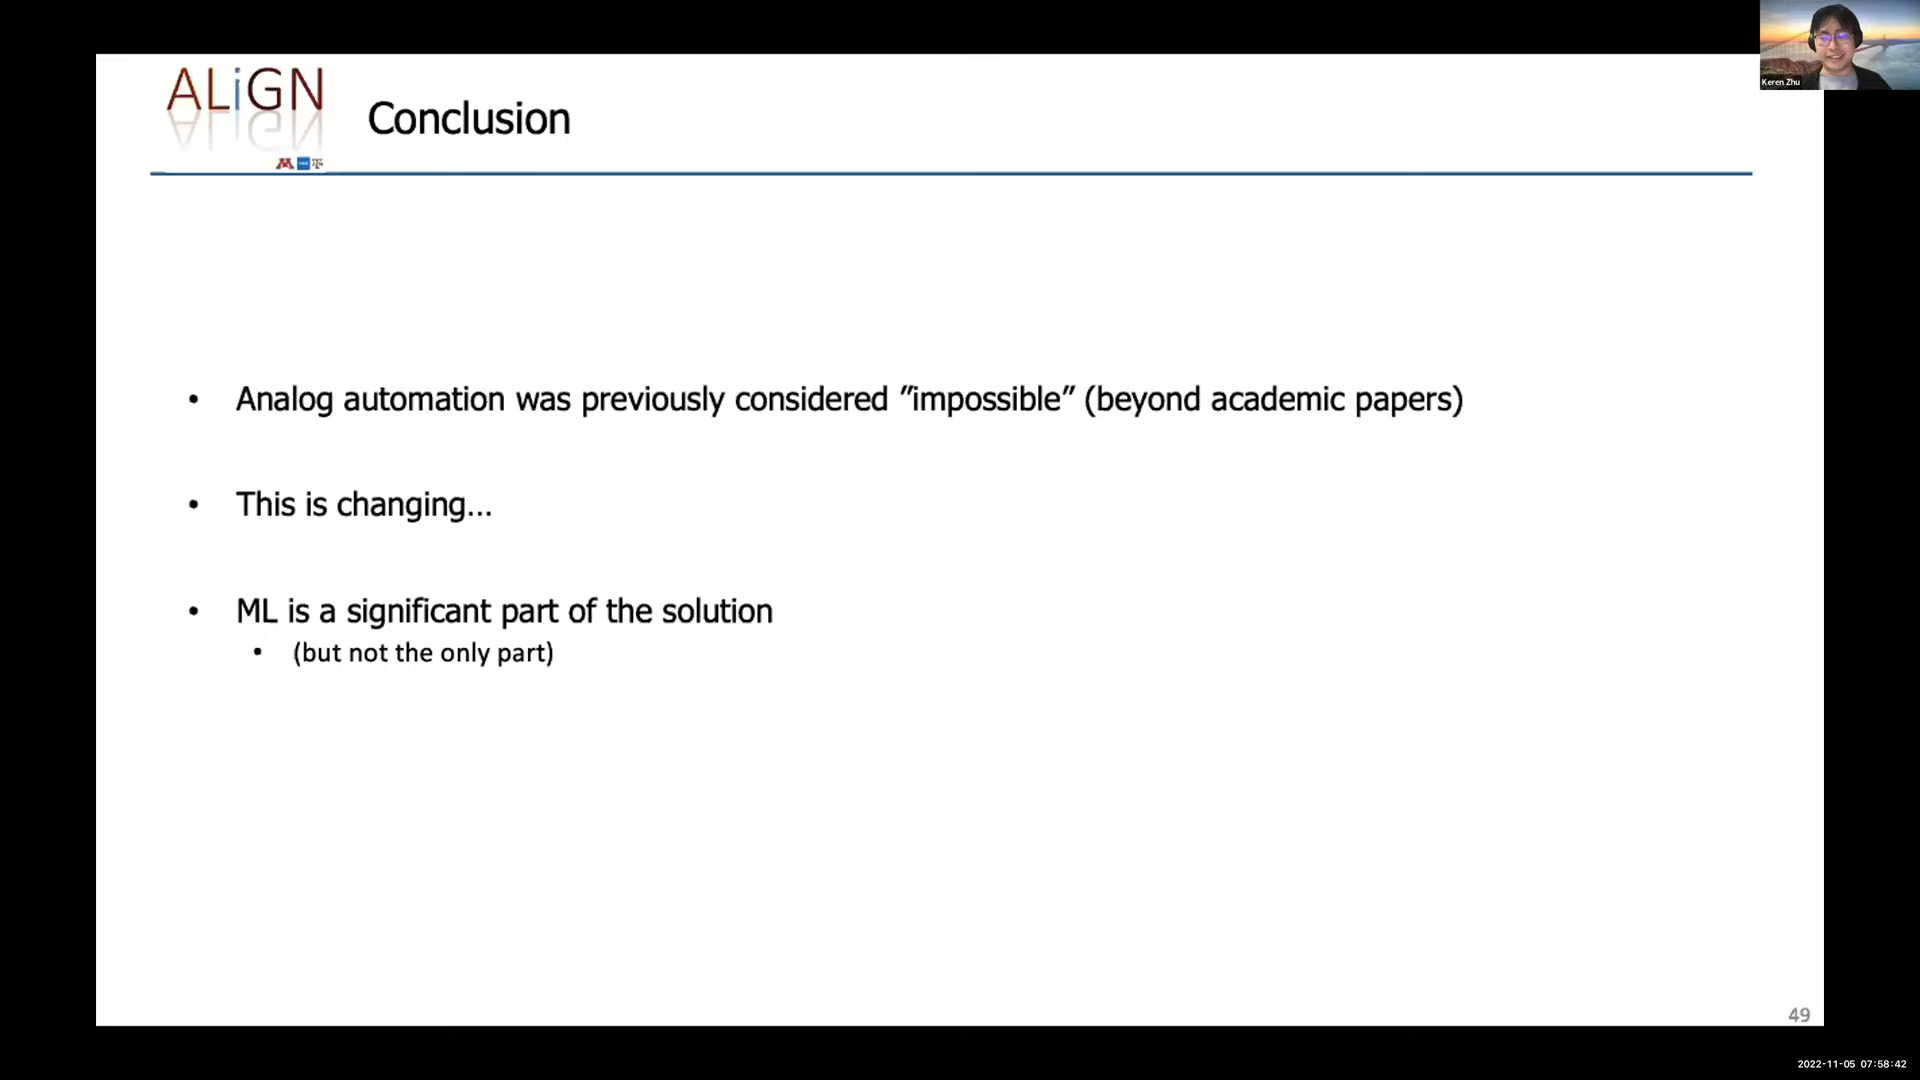 Keren Zhu
ALiGN
Conclusion
• Analog automation was previously considered ”impossible” (beyond academic papers)
• This is changing...
• ML is a significant part of the solution
• (but not the only part)
49
2022-11-05 07:58:42